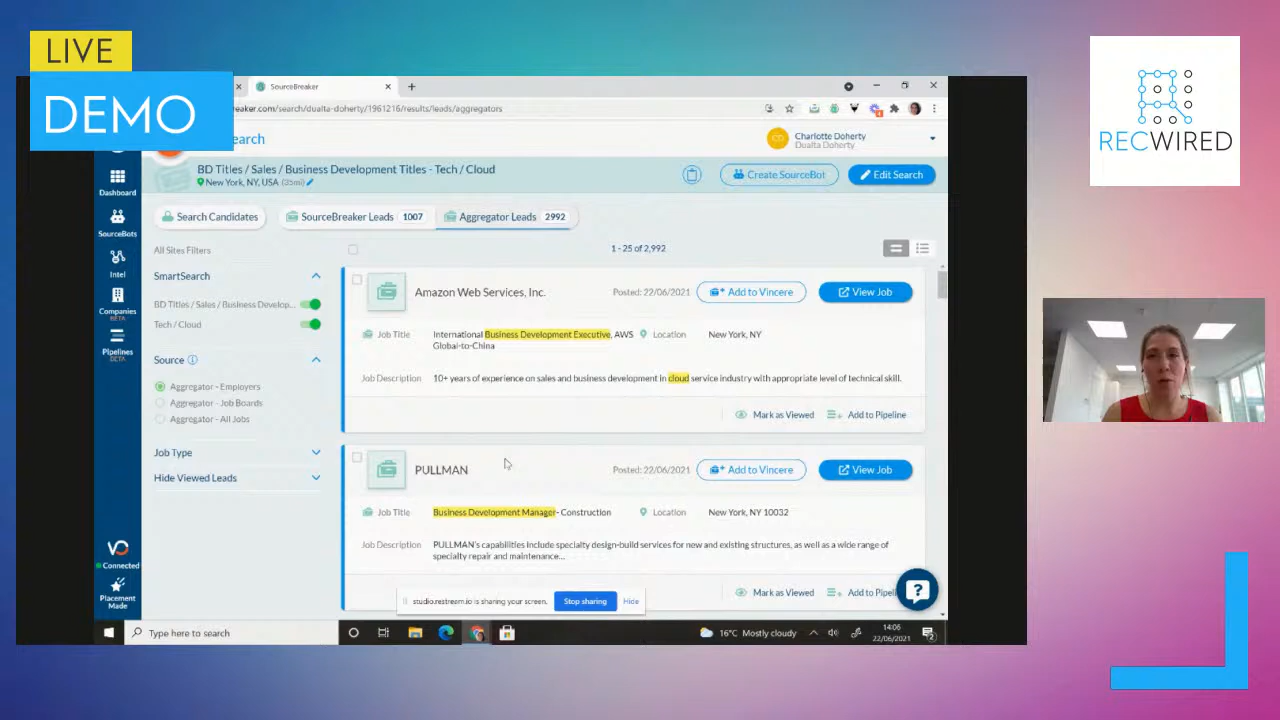 LIVE
DEMO
RECWIRED
SourceBreaker
reaker.com/search/dualta-doherty/1961216/results/leads/aggregators
earch
Charlotte Doherty
Dualta Doherty
BD Titles / Sales / Business Development Titles - Tech / Cloud
New York, NY, USA (35mi)
Create SourceBot
Edit Search
Dashboard
SourceBots
Intel
Companies
BETA
Pipelines
BETA
Connected
Placement
Made
Search Candidates
SourceBreaker Leads 1007
Aggregator Leads 2992
All Sites Filters
1 - 25 of 2,992
SmartSearch
BD Titles / Sales / Business Develop...
Tech / Cloud
Source
Aggregator - Employers
Aggregator - Job Boards
Aggregator - All Jobs
Job Type
Hide Viewed Leads
Amazon Web Services, Inc.
Posted: 22/06/2021
Add to Vincere
View Job
Job Title
International Business Development Executive, AWS
Global-to-China
Location
New York, NY
Job Description
10+ years of experience on sales and business development in cloud service industry with appropriate level of technical skill.
Mark as Viewed
Add to Pipeline
PULLMAN
Posted: 22/06/2021
Add to Vincere
View Job
Job Title
Business Development Manager- Construction
Location
New York, NY 10032
Job Description
PULLMAN's capabilities include specialty design-build services for new and existing structures, as well as a wide range of
specialty repair and maintenance...
Mark as Viewed
Add to Pipeli
studio.restream.io is sharing your screen.
Stop sharing
Hide
Type here to search
16°C Mostly cloudy
14:06
22/06/2021